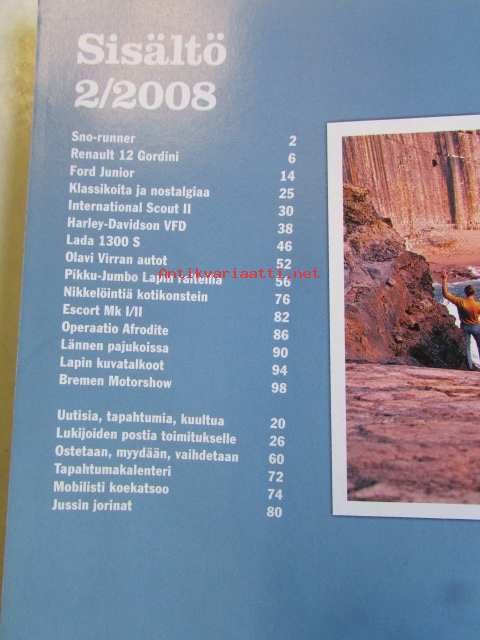 Sisältö
2/2008
Sno-runner 2
Renault 12 Gordini 6
Ford Junior 14
Klassikoita ja nostalgiaa 25
International Scout II 30
Harley-Davidson VFD 38
Lada 1300 S 46
Olavi Virran autot 52
Pikku-Jumbo Lapin raiteilla 56
Antikvariaatti.net
Nikkelöintiä kotikonstein 76
Escort Mk I/II 82
Operaatio Afrodite 86
Lännen pajukoissa 90
Lapin kuvatalkoot 94
Bremen Motorshow 98
Uutisia, tapahtumia, kuultua 20
Lukijoiden postia toimitukselle 26
Ostetaan, myydään, vaihdetaan 60
Tapahtumakalenteri 72
Mobilisti koekatsoo 74
Jussin jorinat 80